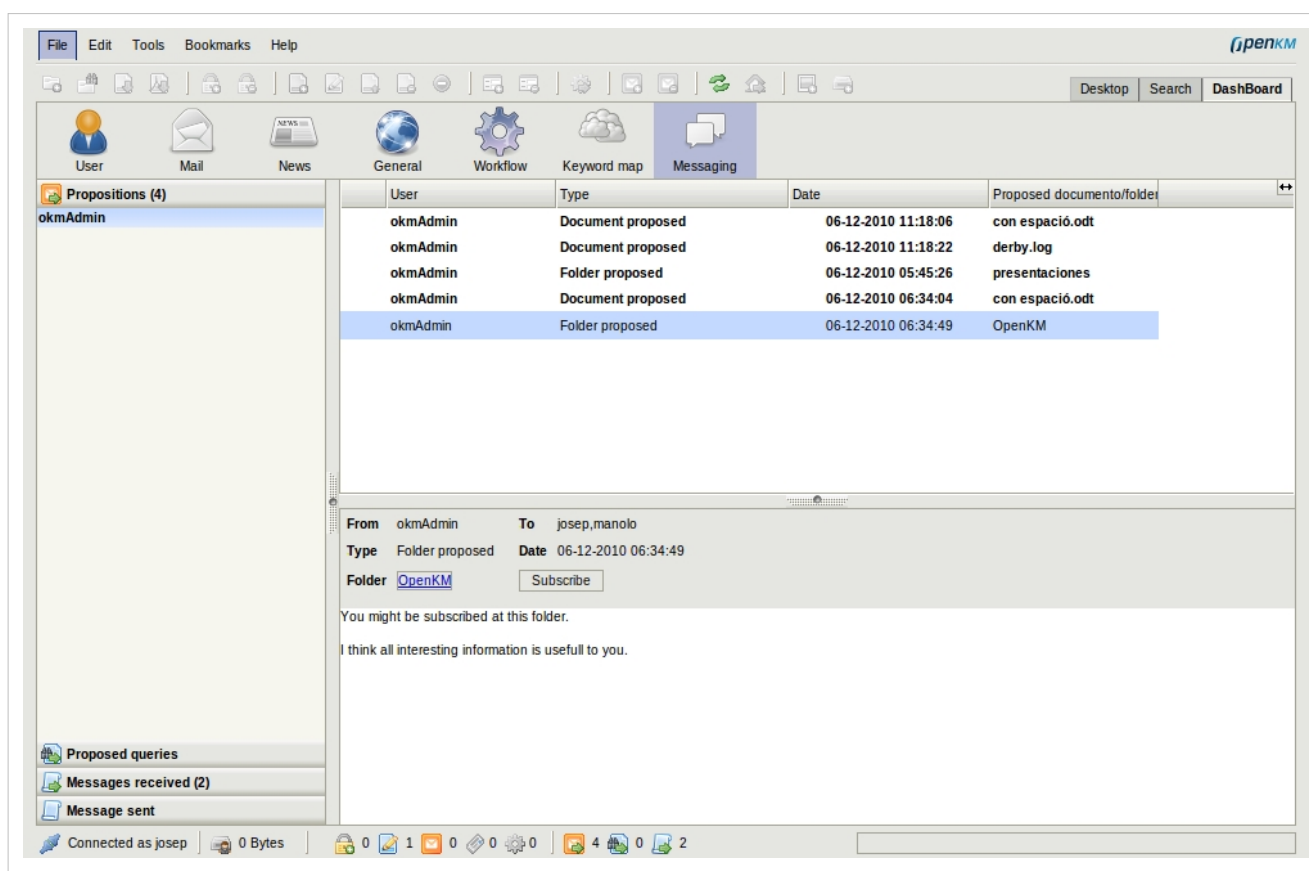 File Edit Tools Bookmarks Help
OpenKM
Desktop Search DashBoard
NEWS
User Mail News General Workflow Keyword map Messaging
Propositions (4)
okmAdmin
User Type Date Proposed documento/folder
okmAdmin Document proposed 06-12-2010 11:18:06 con espació.odt
okmAdmin Document proposed 06-12-2010 11:18:22 derby.log
okmAdmin Folder proposed 06-12-2010 05:45:26 presentaciones
okmAdmin Document proposed 06-12-2010 06:34:04 con espació.odt
okmAdmin Folder proposed 06-12-2010 06:34:49 OpenKM
From okmAdmin To josep,manolo
Type Folder proposed Date 06-12-2010 06:34:49
Folder OpenKM Subscribe
You might be subscribed at this folder.
I think all interesting information is usefull to you.
Proposed queries
Messages received (2)
Message sent
Connected as josep 0 Bytes 0 1 0 0 0 4 0 2